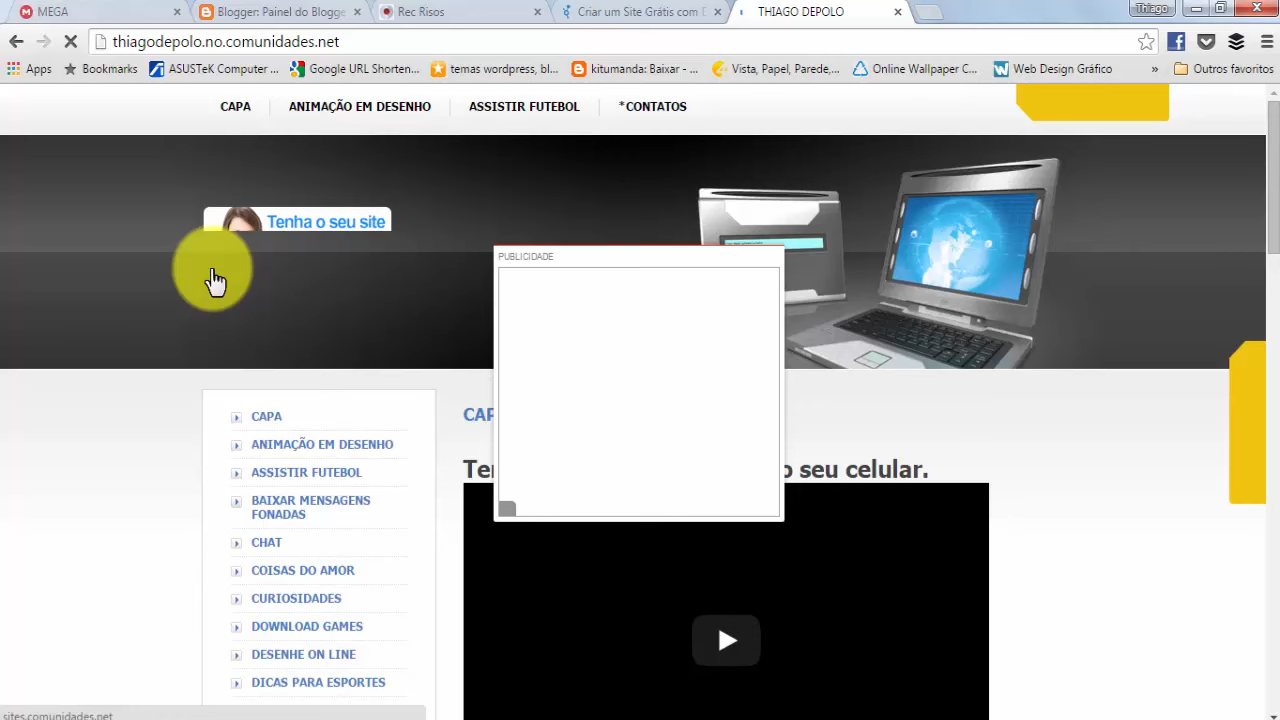 MEGA
Blogger: Painel do Blogge
Rec Risos
Criar um Site Grátis com D
THIAGO DEPOLO
Thiago
thiagodepolo.no.comunidades.net
Apps
Bookmarks
ASUSTeK Computer ...
Google URL Shorten...
temas wordpress, bl...
kitumanda: Baixar - ...
Vista, Papel, Parede,...
Online Wallpaper C...
Web Design Gráfico
»
Outros favoritos
CAPA
ANIMAÇÃO EM DESENHO
ASSISTIR FUTEBOL
*CONTATOS
Tenha o seu site
PUBLICIDADE
CAPA
ANIMAÇÃO EM DESENHO
ASSISTIR FUTEBOL
BAIXAR MENSAGENS
FONADAS
CHAT
COISAS DO AMOR
CURIOSIDADES
DOWNLOAD GAMES
DESENHE ON LINE
DICAS PARA ESPORTES
CAP
o seu celular.
sites.comunidades.net